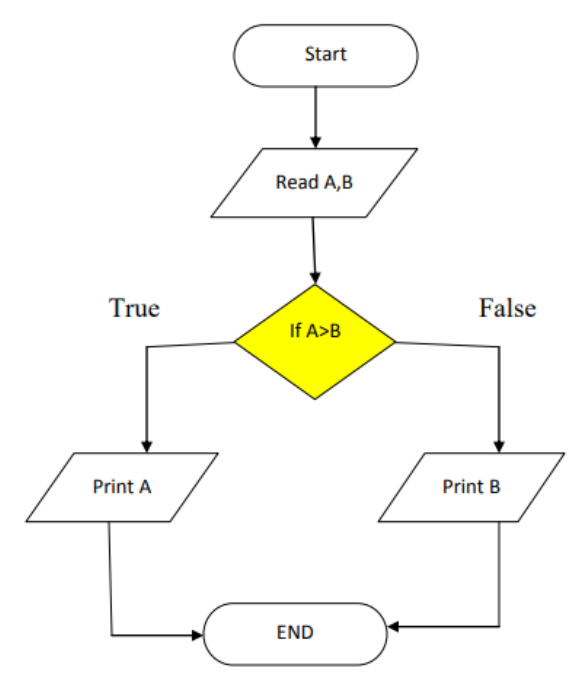 Start
Read A,B
True
False
If A>B
Print A
Print B
END